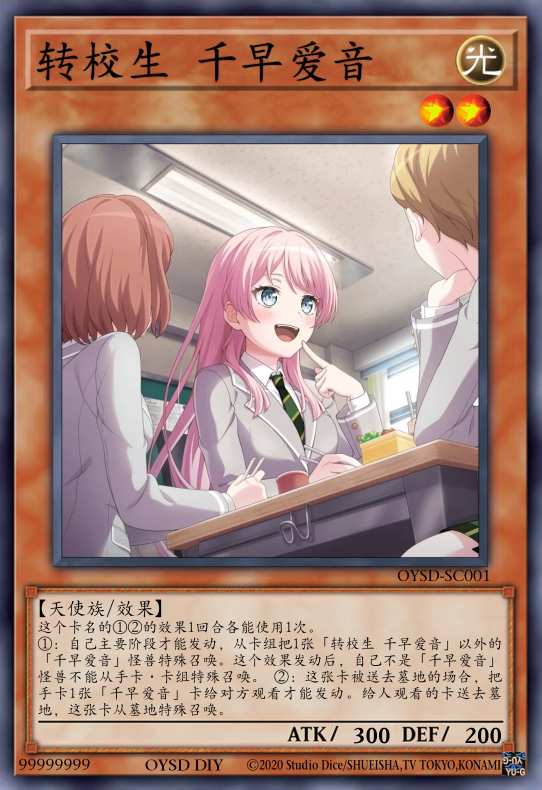 转校生 千早爱音
光
OYSD-SC001
【天使族/效果】
这个卡名的①②的效果1回合各能使用1次。
①：自己主要阶段才能发动，从卡组把1张「转校生 千早爱音」以外的
「千早爱音」怪兽特殊召唤。这个效果发动后，自己不是「千早爱音」
怪兽不能从手卡·卡组特殊召唤。 ②：这张卡被送去墓地的场合，把
手卡1张「千早爱音」卡给对方观看才能发动。给人观看的卡送去墓
地，这张卡从墓地特殊召唤。
ATK/ 300 DEF/ 200
99999999 OYSD DIY ©2020 Studio Dice/SHUEISHA,TV TOKYO,KONAMI